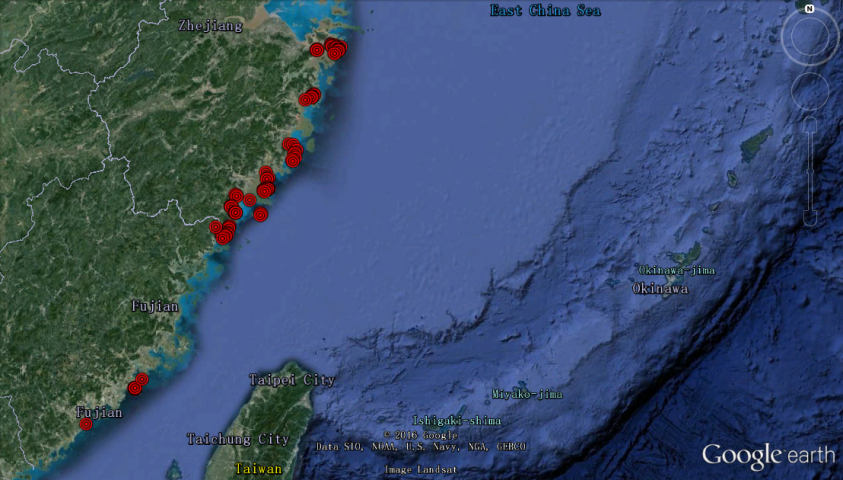 East China Sea
N
Zhejiang
Okinawa-jima
Okinawa
Fujian
Taipei City
Miyako-jima
Fujian
Ishigaki-shima
© 2016 Google
Taichung City
Data SIO, NOAA, U.S. Navy, NGA, GEBCO
Google earth
Taiwan
Image Landsat